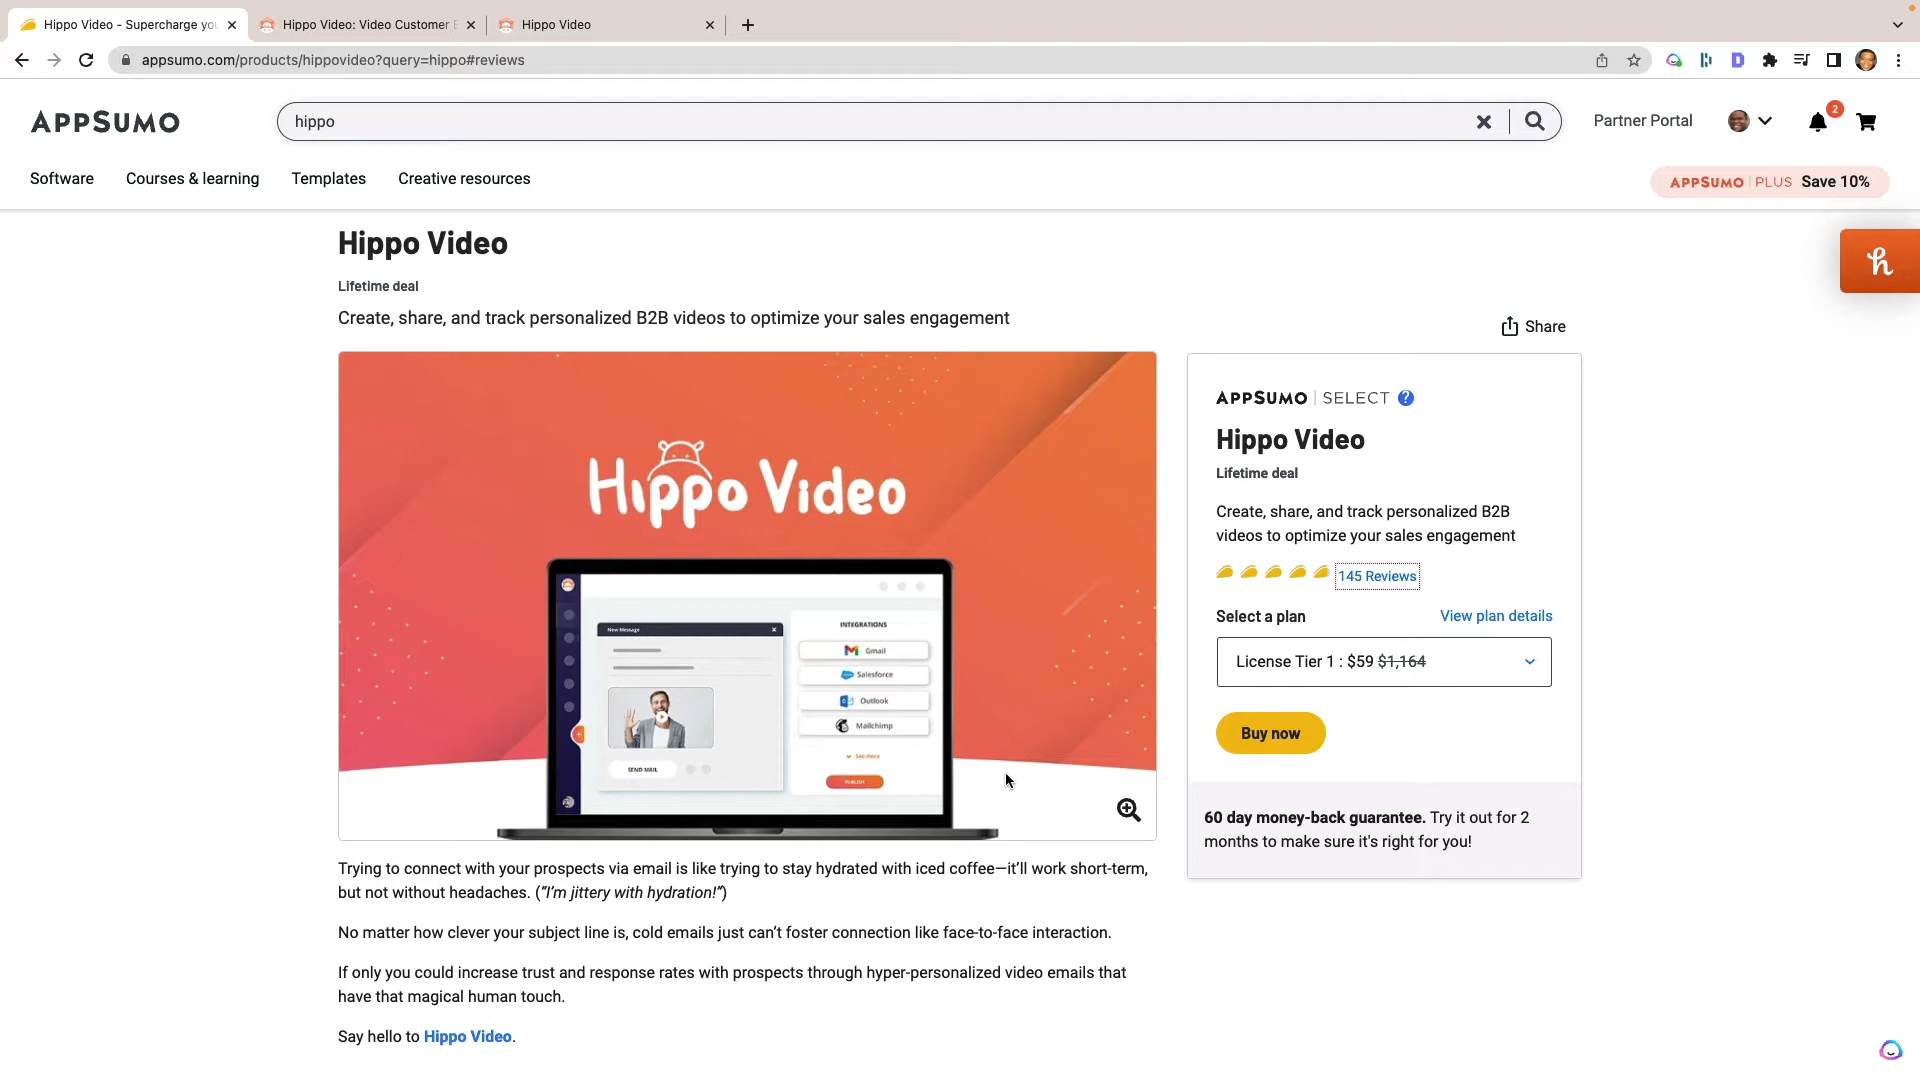 Hippo Video - Supercharge you
Hippo Video: Video Customer E
Hippo Video
appsumo.com/products/hippovideo?query=hippo#reviews
APPSUMO
hippo
Partner Portal
2
Software
Courses & learning
Templates
Creative resources
APPSUMO PLUS Save 10%
Hippo Video
Lifetime deal
Create, share, and track personalized B2B videos to optimize your sales engagement
Share
h
Hippo Video
New Message
SEND MAIL
INTEGRATIONS
Gmail
Salesforce
Outlook
Mailchimp
See more
PUBLISH
APPSUMO SELECT ?
Hippo Video
Lifetime deal
Create, share, and track personalized B2B
videos to optimize your sales engagement
145 Reviews
Select a plan
View plan details
License Tier 1 : $59 $1,164
Buy now
60 day money-back guarantee. Try it out for 2
months to make sure it's right for you!
Trying to connect with your prospects via email is like trying to stay hydrated with iced coffee—it’ll work short-term,
but not without headaches. (“I’m jittery with hydration!”)
No matter how clever your subject line is, cold emails just can’t foster connection like face-to-face interaction.
If only you could increase trust and response rates with prospects through hyper-personalized video emails that
have that magical human touch.
Say hello to Hippo Video.